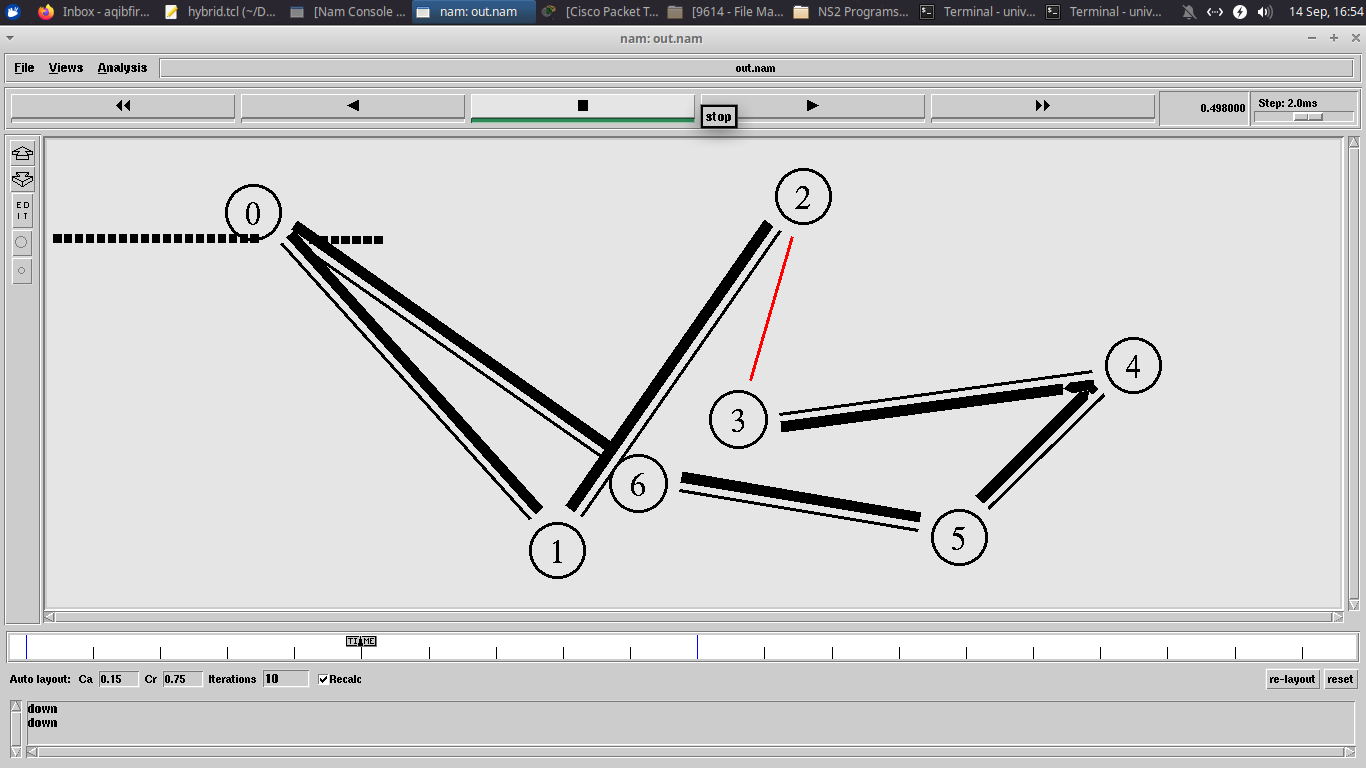 Inbox - aqibfir... hybrid.tcl (~/D... [Nam Console ... nam: out.nam [Cisco Packet T... [9614 - File Ma... NS2 Programs... Terminal - univ... Terminal - univ... 14 Sep, 16:54
nam: out.nam
File Views Analysis out.nam
0.498000 Step: 2.0ms
stop
ED
IT
0
2
4
3
6
5
1
TIME
Auto layout: Ca 0.15 Cr 0.75 Iterations 10 Recalc re-layout reset
down
down